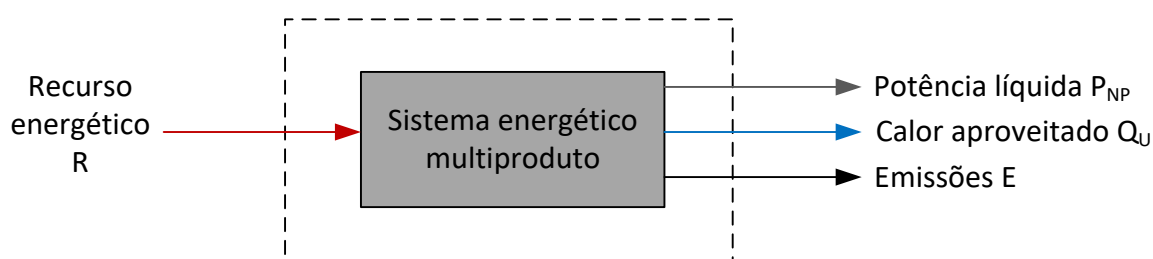 Recurso
energético
R
Sistema energético
multiproduto
Potência líquida P_NP
Calor aproveitado Q_U
Emissões E